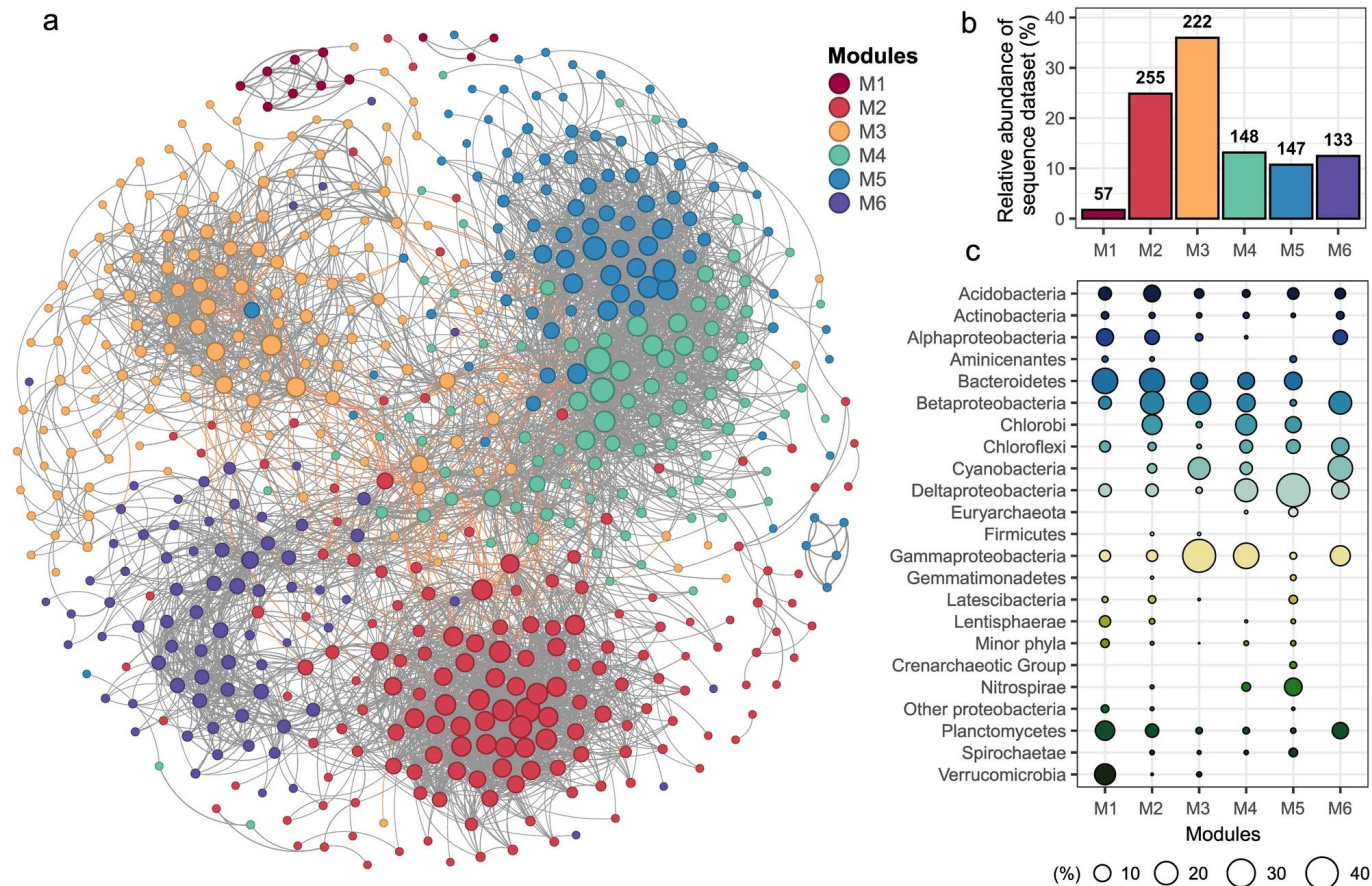 a
Modules
M1
M2
M3
M4
M5
M6
b
Relative abundance of
sequence dataset (%)
40
30
20
10
0
57
255
222
148
147
133
M1 M2 M3 M4 M5 M6
c
Acidobacteria
Actinobacteria
Alphaproteobacteria
Aminicenantes
Bacteroidetes
Betaproteobacteria
Chlorobi
Chloroflexi
Cyanobacteria
Deltaproteobacteria
Euryarchaeota
Firmicutes
Gammaproteobacteria
Gemmatimonadetes
Latescibacteria
Lentisphaerae
Minor phyla
Crenarchaeotic Group
Nitrospirae
Other proteobacteria
Planctomycetes
Spirochaetae
Verrucomicrobia
M1 M2 M3 M4 M5 M6
Modules
(%) 10 20 30 40